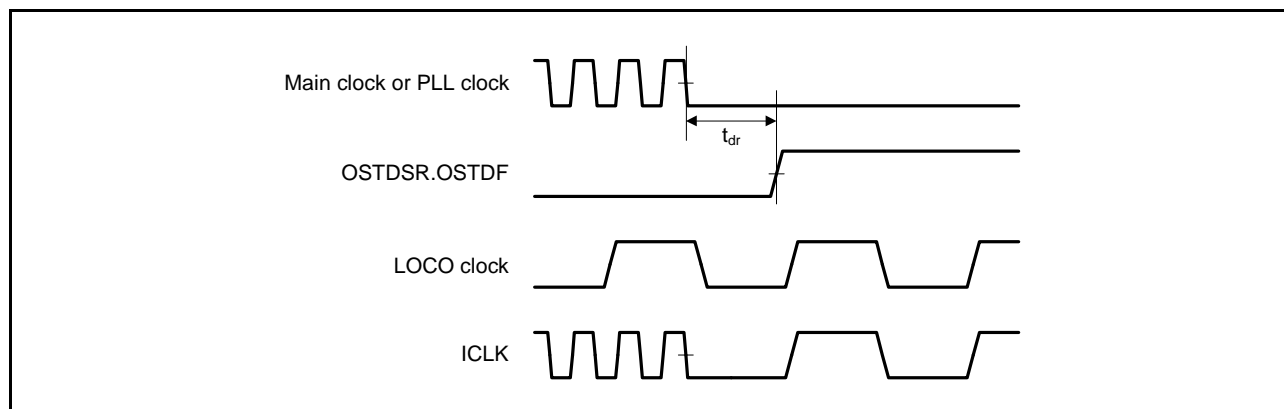 Main clock or PLL clock
tdr
OSTDSR.OSTDF
LOCO clock
ICLK